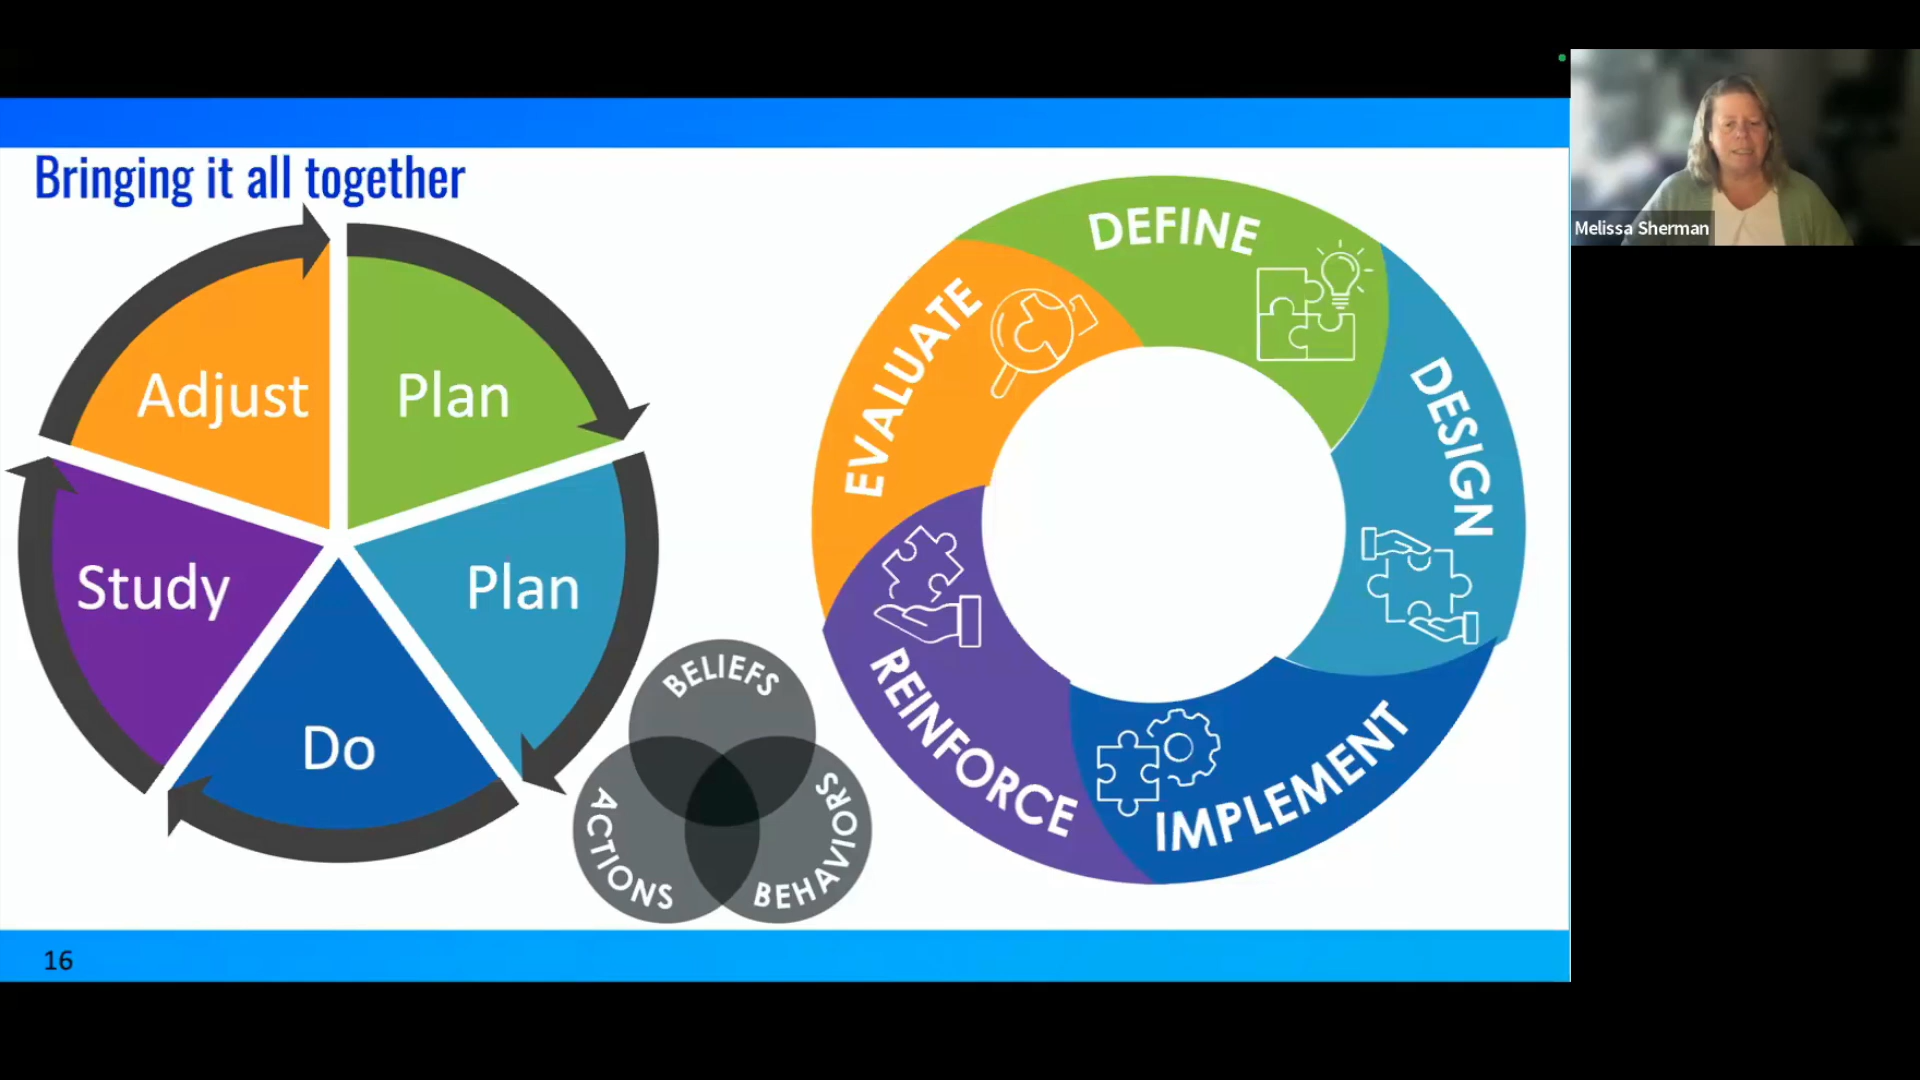 Bringing it all together
Adjust
Plan
Study
Plan
Do
BELIEFS
ACTIONS
BEHAVIORS
DEFINE
DESIGN
IMPLEMENT
REINFORCE
EVALUATE
16
Melissa Sherman